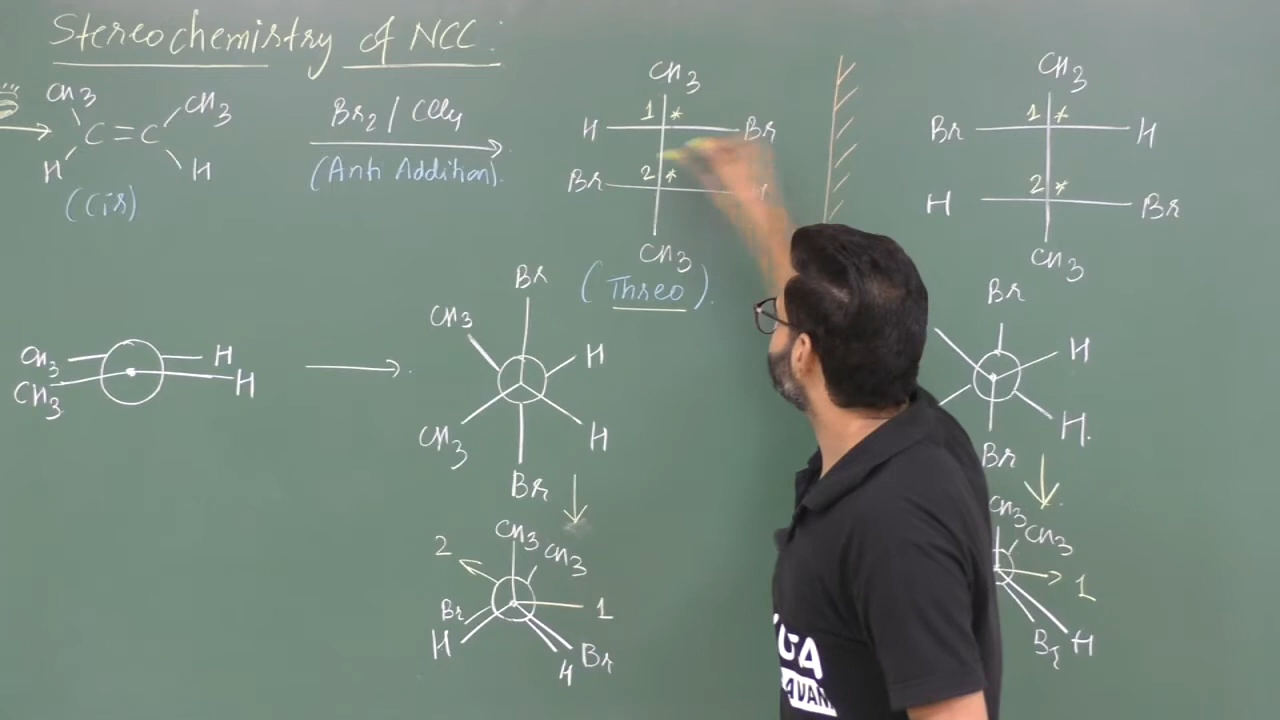 Stereochemistry of NCC:
CH3 CH3
C=C
H H
(Cis)
Br2 / CCl4
(Anti Addition).
CH3
1 *
H Br
2 *
Br H
CH3
(Threo).
CH3
1 *
Br H
2 *
H Br
CH3
CH3 H
CH3 H
Br
CH3 H
CH3 H
Br
Br
H
H.
Br
CH3 CH3
2
Br 1
H
H Br
CH3 CH3
1
Br H